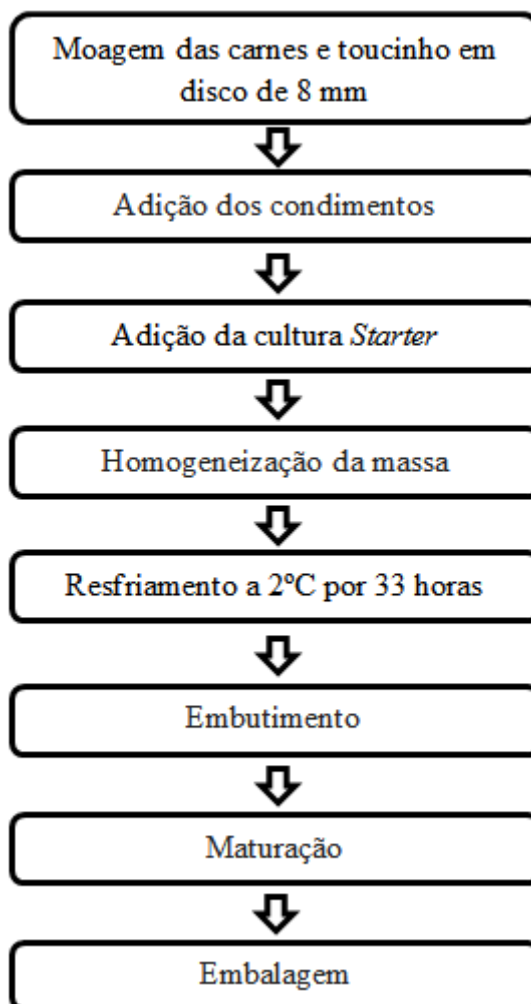 Moagem das carnes e toucinho em
disco de 8 mm
Adição dos condimentos
Adição da cultura Starter
Homogeneização da massa
Resfriamento a 2ºC por 33 horas
Embutimento
Maturação
Embalagem